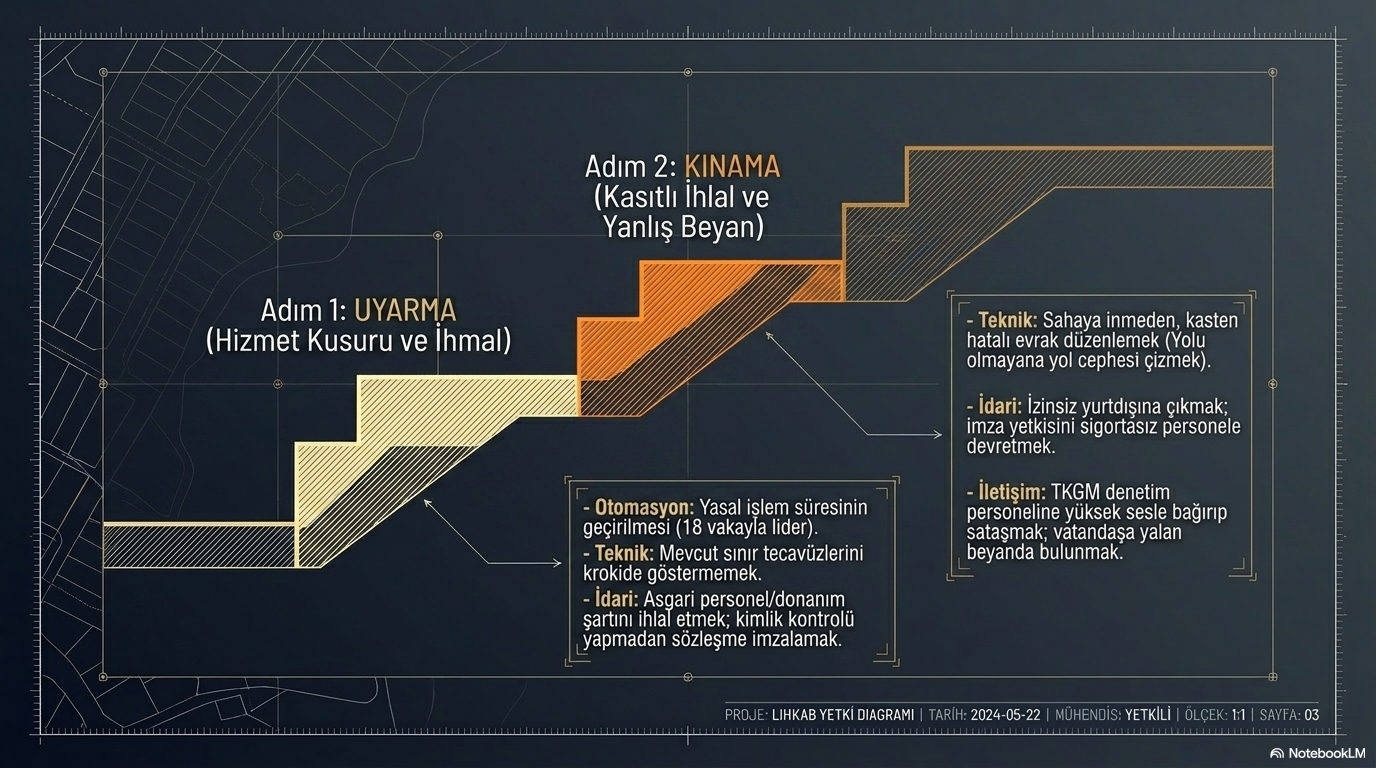 Adım 1: UYARMA
(Hizmet Kusuru ve İhmal)
Adım 2: KINAMA
(Kasıtlı İhlal ve
Yanlış Beyan)
- Otomasyon: Yasal işlem süresinin
geçirilmesi (18 vakayla lider).
- Teknik: Mevcut sınır tecavüzlerini
krokide göstermemek.
- İdari: Asgari personel/donanım
şartını ihlal etmek; kimlik kontrolü
yapmadan sözleşme imzalamak.
- Teknik: Sahaya inmeden, kasten
hatalı evrak düzenlemek (Yolu
olmayana yol cephesi çizmek).
- İdari: İzinsiz yurtdışına çıkmak;
imza yetkisini sigortasız personele
devretmek.
- İletişim: TKGM denetim
personeline yüksek sesle bağırıp
sataşmak; vatandaşa yalan
beyanda bulunmak.
PROJE: LIHKAB YETKİ DIAGRAMI | TARİH: 2024-05-22 | MÜHENDİS: YETKİLİ | ÖLÇEK: 1:1 | SAYFA: 03
NotebookLM